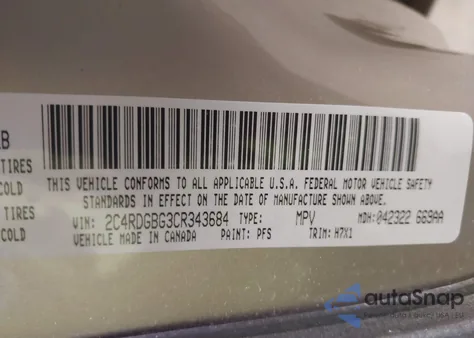 LB
TIRES
COLD
TIRES
COLD
THIS VEHICLE CONFORMS TO ALL APPLICABLE U.S.A. FEDERAL MOTOR VEHICLE SAFETY
STANDARDS IN EFFECT ON THE DATE OF MANUFACTURE SHOWN ABOVE.
VIN: 2C4RDGBG3CR343684 TYPE: MPV MDH: 042322 669AA
VEHICLE MADE IN CANADA PAINT: PFS TRIM: H7X1
autoSnap